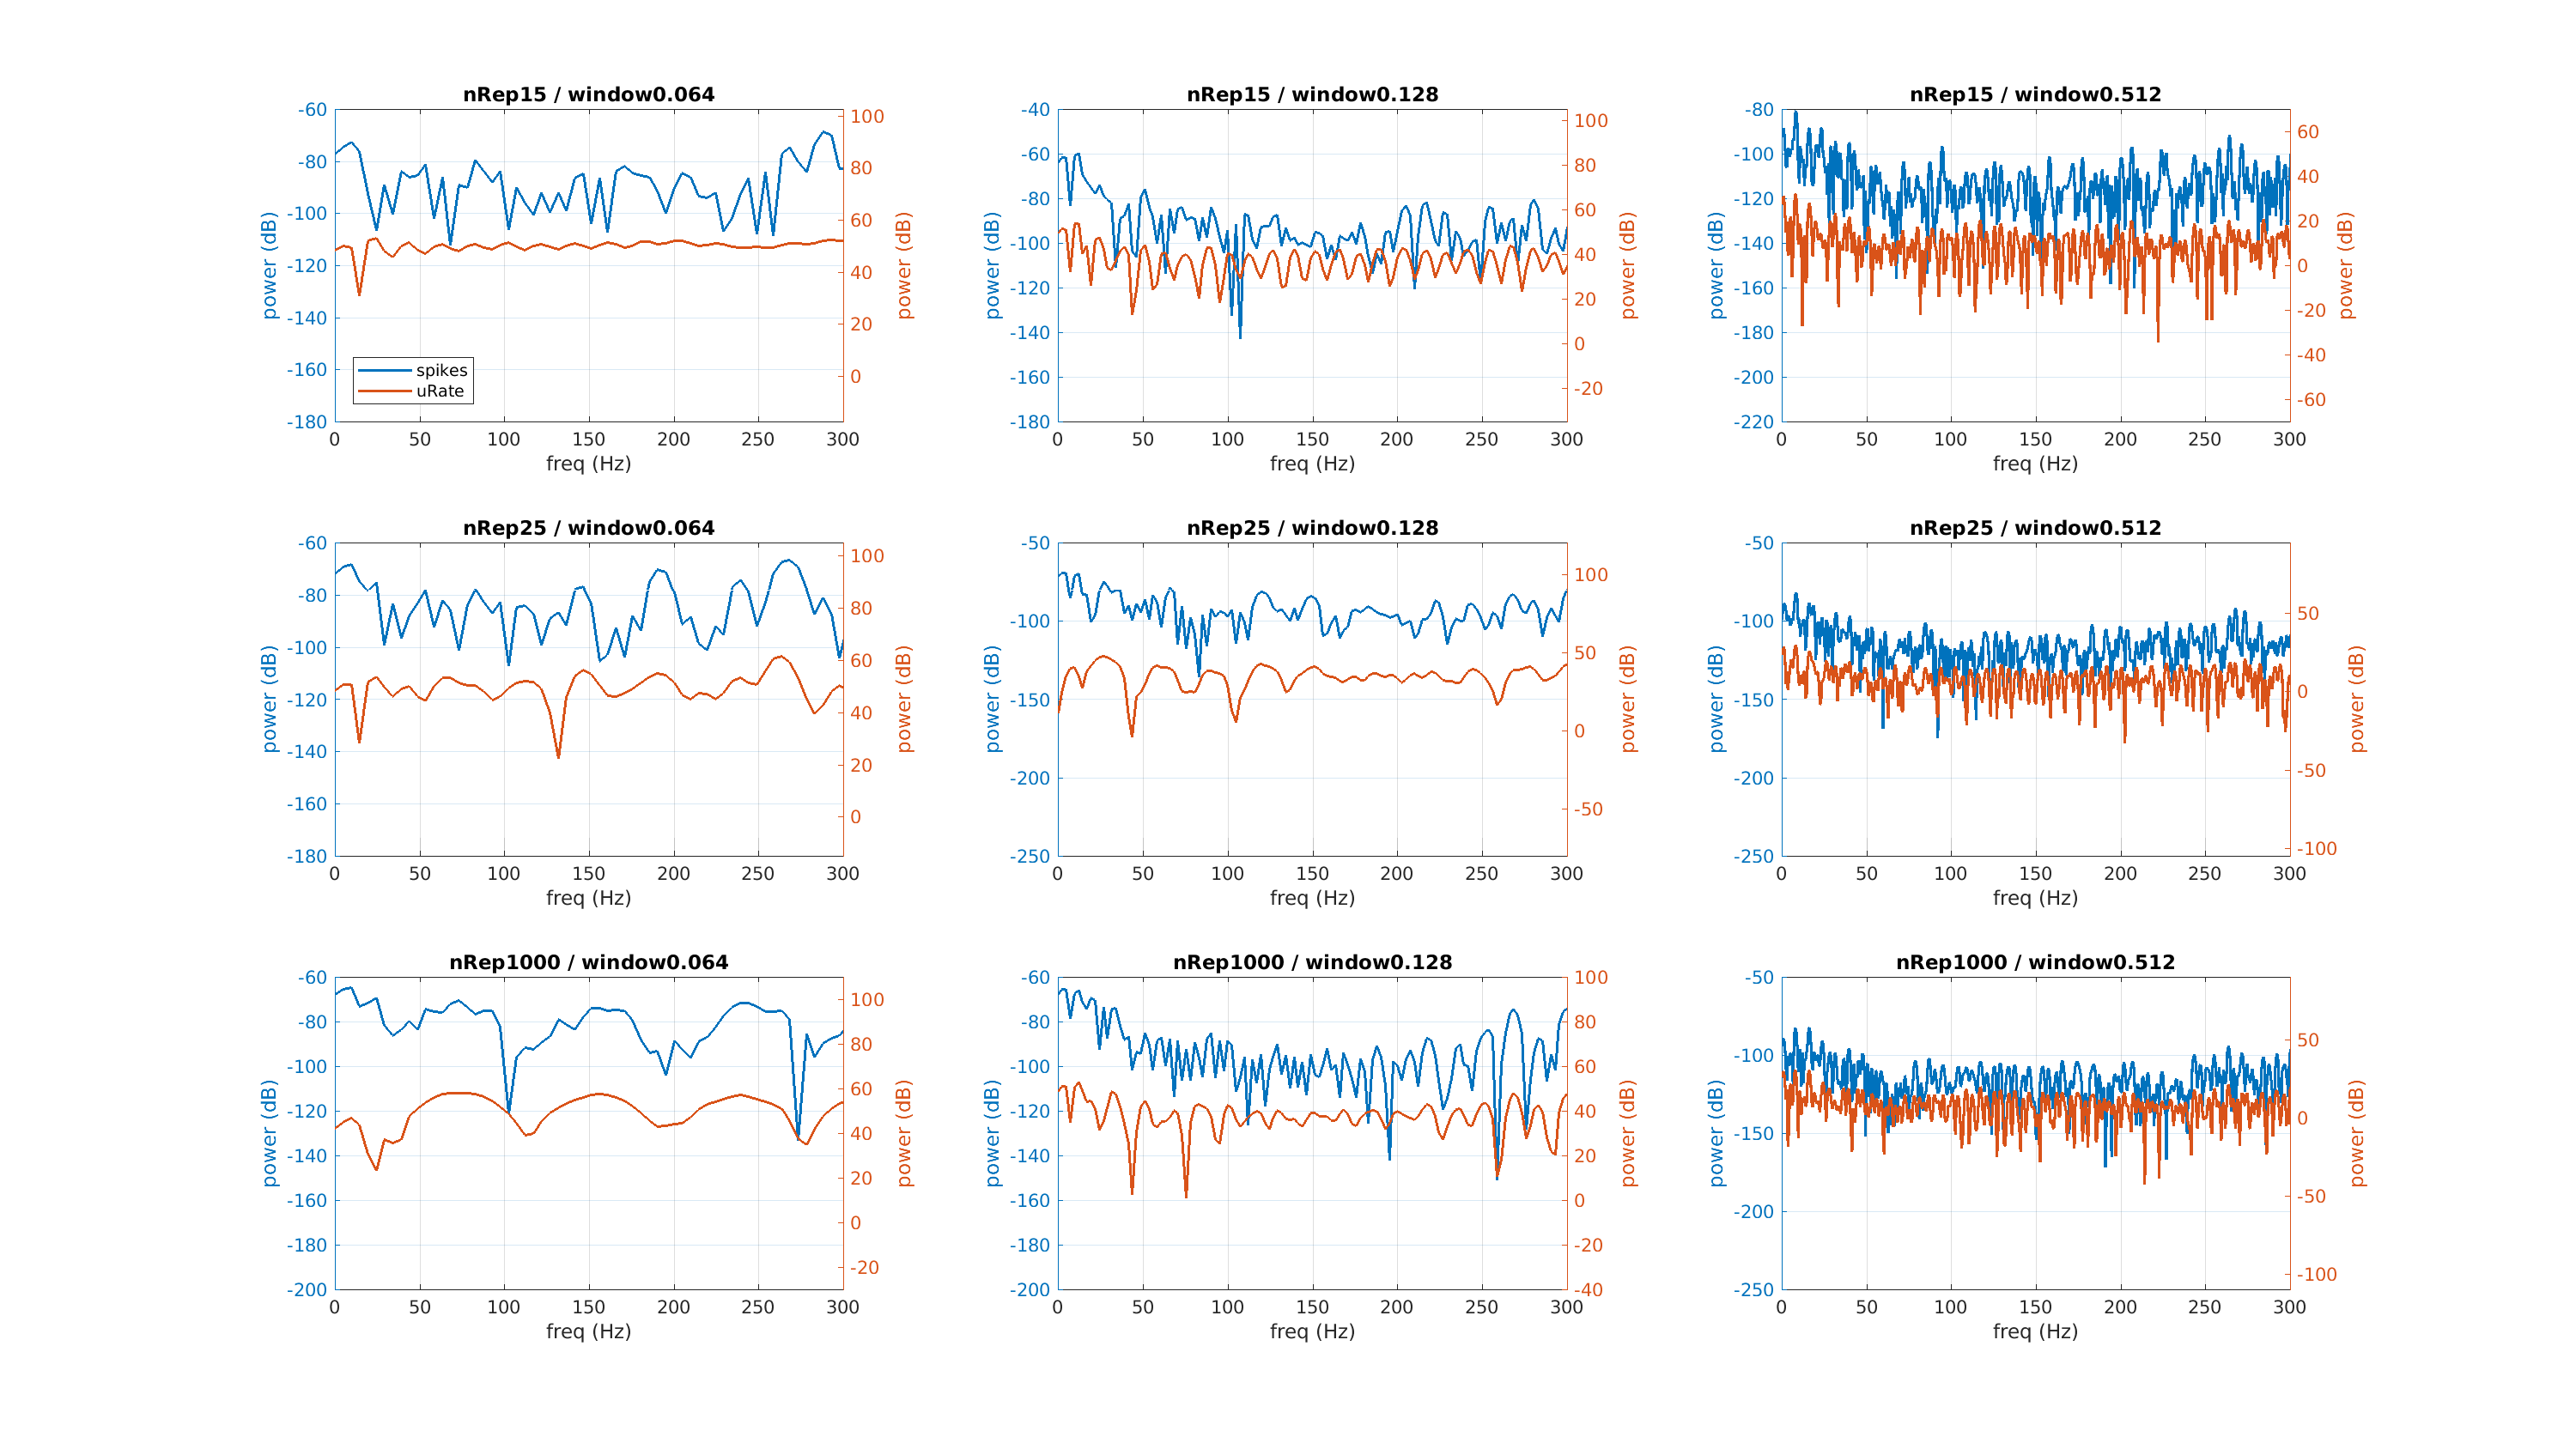 nRep15 / window0.064
-60
-80
-100
-120
-140
-160
-180
power (dB)
100
80
60
40
20
0
power (dB)
spikes
uRate
0 50 100 150 200 250 300
freq (Hz)
nRep15 / window0.128
-40
-60
-80
-100
-120
-140
-160
-180
power (dB)
100
80
60
40
20
0
-20
power (dB)
0 50 100 150 200 250 300
freq (Hz)
nRep15 / window0.512
-80
-100
-120
-140
-160
-180
-200
-220
power (dB)
60
40
20
0
-20
-40
-60
power (dB)
0 50 100 150 200 250 300
freq (Hz)
nRep25 / window0.064
-60
-80
-100
-120
-140
-160
-180
power (dB)
100
80
60
40
20
0
power (dB)
0 50 100 150 200 250 300
freq (Hz)
nRep25 / window0.128
-50
-100
-150
-200
-250
power (dB)
100
50
0
-50
power (dB)
0 50 100 150 200 250 300
freq (Hz)
nRep25 / window0.512
-50
-100
-150
-200
-250
power (dB)
50
0
-50
-100
power (dB)
0 50 100 150 200 250 300
freq (Hz)
nRep1000 / window0.064
-60
-80
-100
-120
-140
-160
-180
-200
power (dB)
100
80
60
40
20
0
-20
power (dB)
0 50 100 150 200 250 300
freq (Hz)
nRep1000 / window0.128
-60
-80
-100
-120
-140
-160
-180
-200
power (dB)
100
80
60
40
20
0
-20
-40
power (dB)
0 50 100 150 200 250 300
freq (Hz)
nRep1000 / window0.512
-50
-100
-150
-200
-250
power (dB)
50
0
-50
-100
power (dB)
0 50 100 150 200 250 300
freq (Hz)